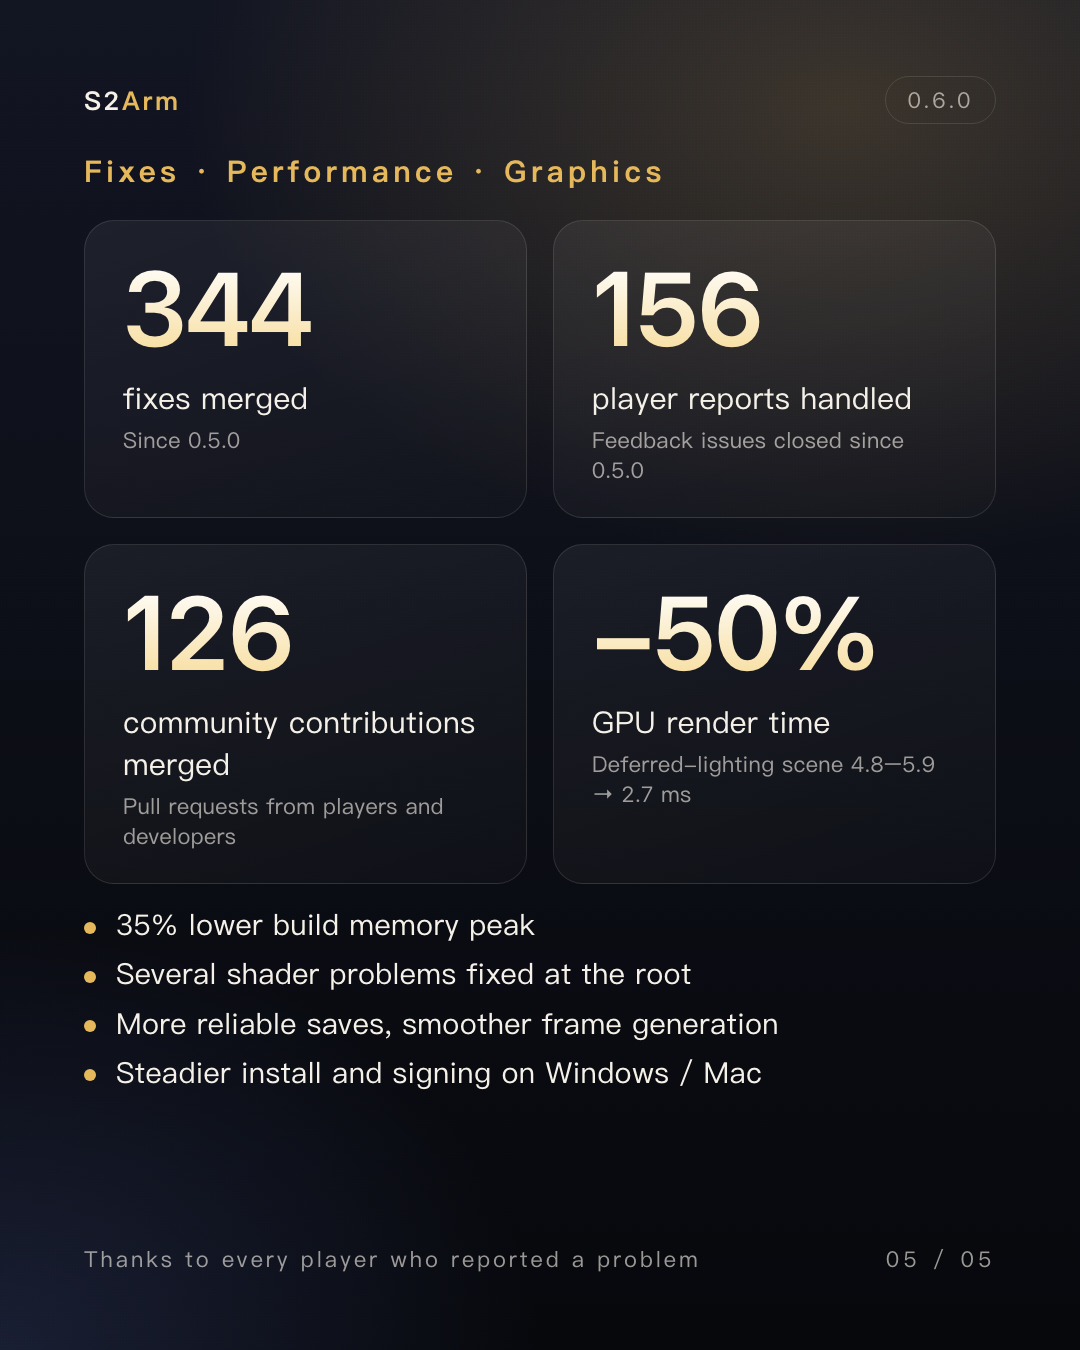 S2Arm
0.6.0
Fixes · Performance · Graphics
344
fixes merged
Since 0.5.0
156
player reports handled
Feedback issues closed since
0.5.0
126
community contributions
merged
Pull requests from players and
developers
–50%
GPU render time
Deferred–lighting scene 4.8—5.9
→ 2.7 ms
35% lower build memory peak
Several shader problems fixed at the root
More reliable saves, smoother frame generation
Steadier install and signing on Windows / Mac
Thanks to every player who reported a problem
05 / 05